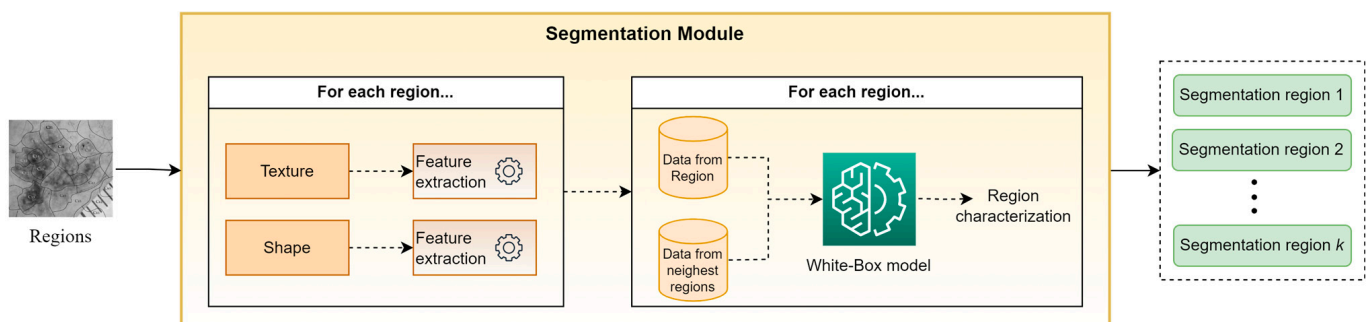 Segmentation Module
For each region...
Texture
Feature
extraction
Shape
Feature
extraction
For each region...
Data from
Region
Data from
neighest
regions
White-Box model
Region
characterization
Regions
Segmentation region 1
Segmentation region 2
Segmentation region k